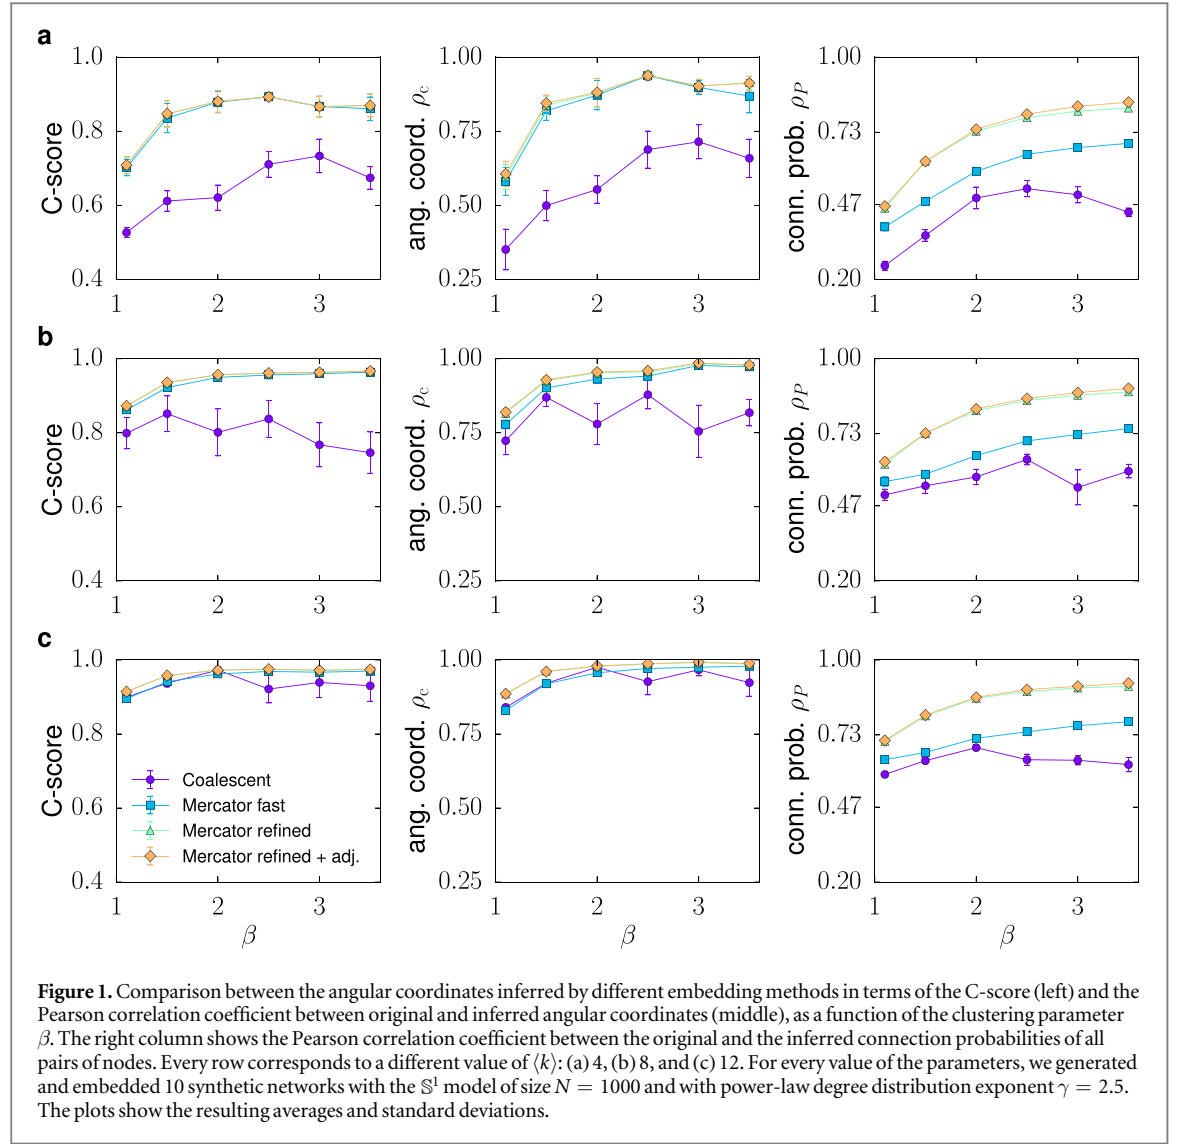 a
1.0
0.8
0.6
0.4
C-score
1
2
3
1.00
0.75
0.50
0.25
ang. coord. ρc
1
2
3
1.00
0.73
0.47
0.20
conn. prob. ρP
1
2
3
b
1.0
0.8
0.6
0.4
C-score
1
2
3
1.00
0.75
0.50
0.25
ang. coord. ρc
1
2
3
1.00
0.73
0.47
0.20
conn. prob. ρP
1
2
3
c
1.0
0.8
0.6
0.4
C-score
Coalescent
Mercator fast
Mercator refined
Mercator refined + adj.
1
2
3
β
1.00
0.75
0.50
0.25
ang. coord. ρc
1
2
3
β
1.00
0.73
0.47
0.20
conn. prob. ρP
1
2
3
Figure 1. Comparison between the angular coordinates inferred by different embedding methods in terms of the C-score (left) and the
Pearson correlation coefficient between original and inferred angular coordinates (middle), as a function of the clustering parameter
β. The right column shows the Pearson correlation coefficient between the original and the inferred connection probabilities of all
pairs of nodes. Every row corresponds to a different value of ⟨k⟩: (a) 4, (b) 8, and (c) 12. For every value of the parameters, we generated
and embedded 10 synthetic networks with the 𝕊¹ model of size N = 1000 and with power-law degree distribution exponent γ = 2.5.
The plots show the resulting averages and standard deviations.